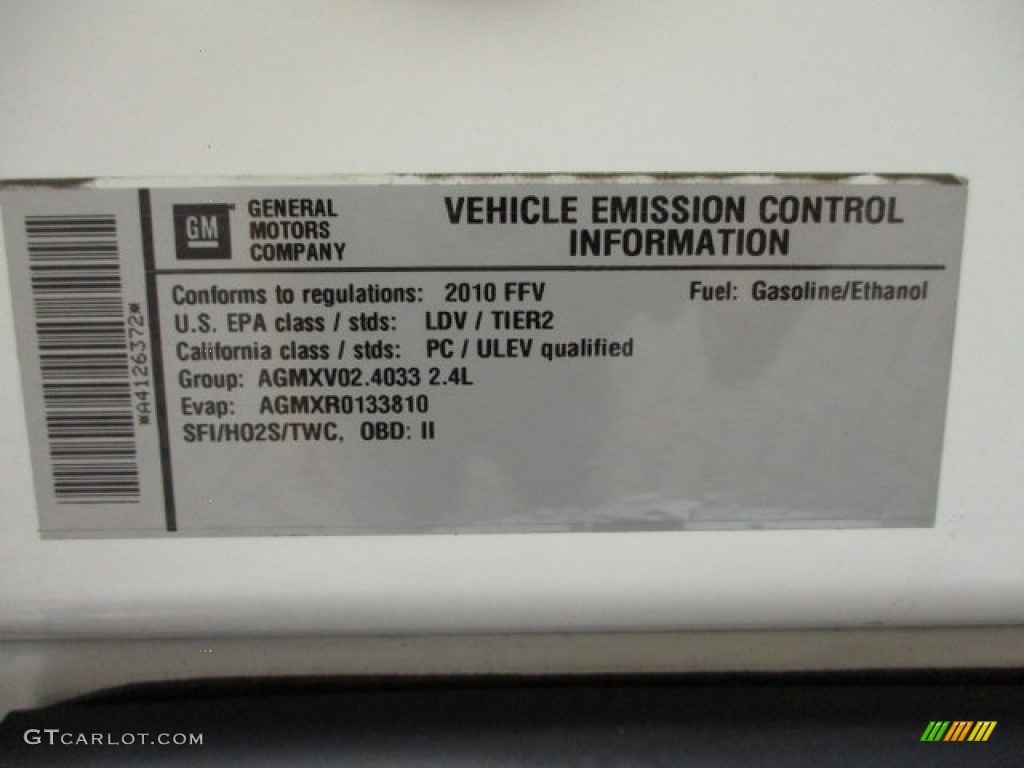 GM
GENERAL
MOTORS
COMPANY
VEHICLE EMISSION CONTROL
INFORMATION
Conforms to regulations: 2010 FFV
Fuel: Gasoline/Ethanol
U.S. EPA class / stds: LDV / TIER2
California class / stds: PC / ULEV qualified
Group: AGMXV02.4033 2.4L
Evap: AGMXR0133810
SFI/HO2S/TWC, OBD: II
*A4126372*
GTCARLOT.COM